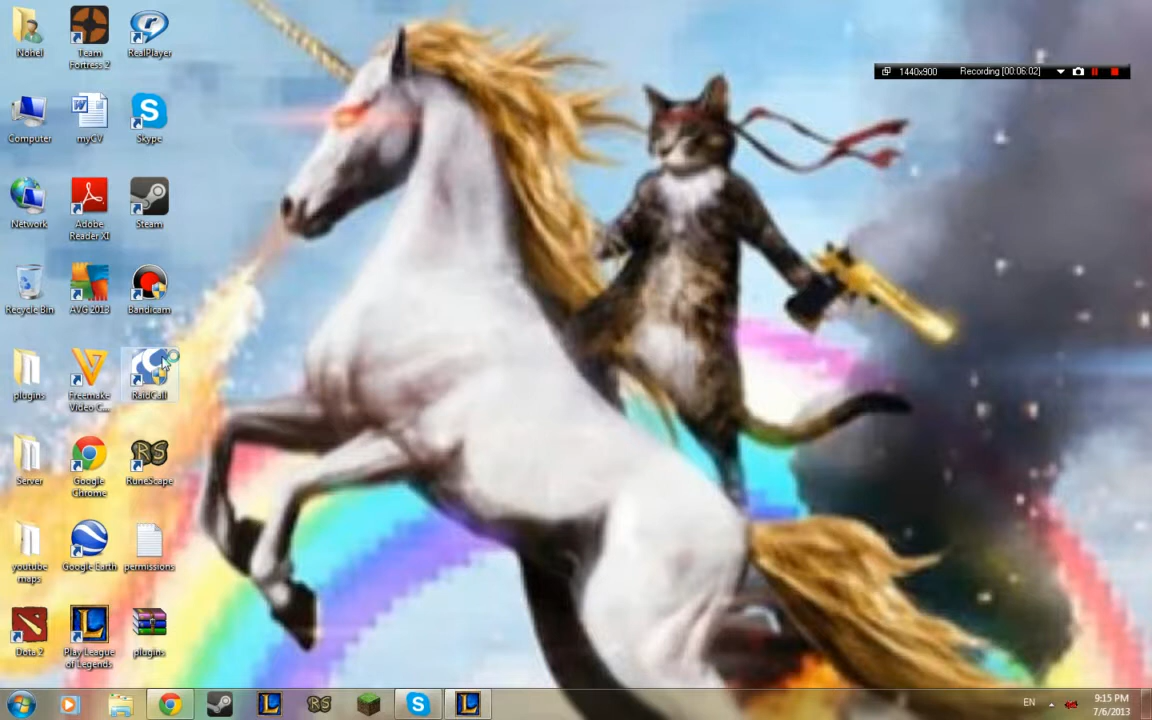 Nohel
Team
Fortress 2
RealPlayer
1440x900
Recording [00:06:02]
Computer
myCV
Skype
Network
Adobe
Reader XI
Steam
Recycle Bin
AVG 2013
Bandicam
plugins
Freemake
Video C...
RaidCall
Server
Google
Chrome
RS
RuneScape
youtube
maps
Google Earth
permissions
Dota 2
Play League
of Legends
plugins
RS
EN
9:15 PM
7/6/2013